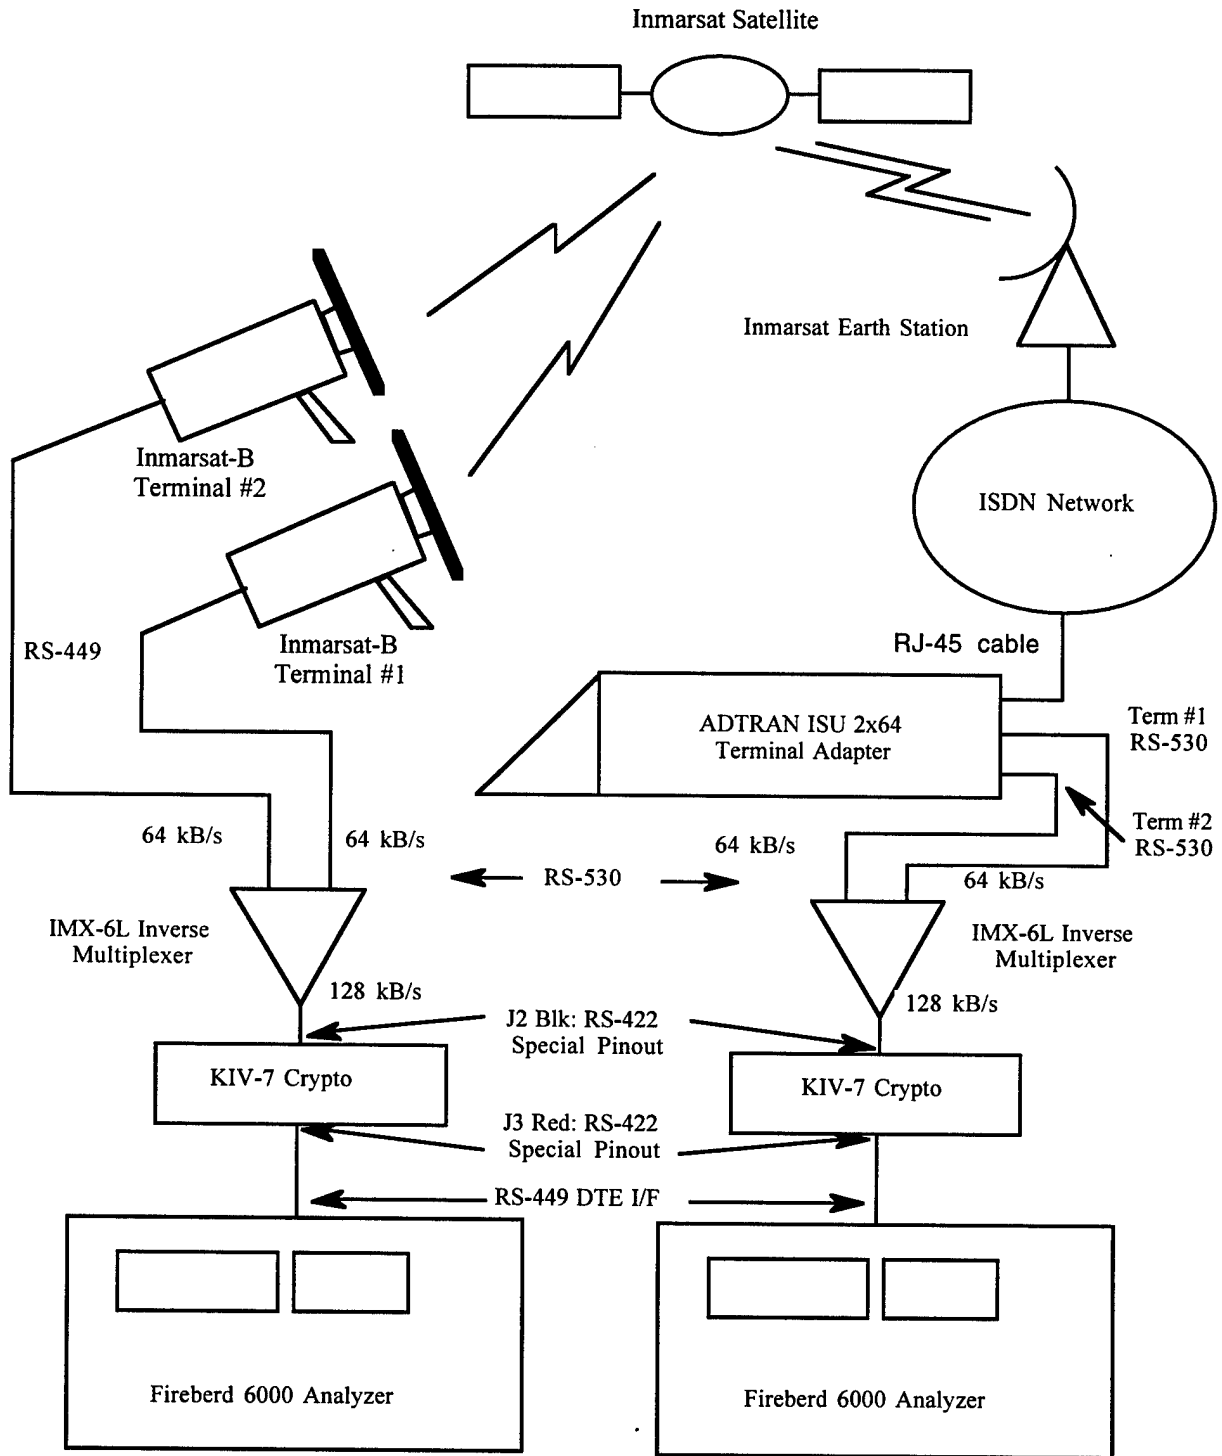 Inmarsat Satellite
Inmarsat Earth Station
Inmarsat-B
Terminal #2
ISDN Network
Inmarsat-B
Terminal #1
RS-449
RJ-45 cable
ADTRAN ISU 2x64
Terminal Adapter
Term #1
RS-530
Term #2
RS-530
64 kB/s
64 kB/s
64 kB/s
RS-530
64 kB/s
IMX-6L Inverse
Multiplexer
IMX-6L Inverse
Multiplexer
128 kB/s
128 kB/s
J2 Blk: RS-422
Special Pinout
KIV-7 Crypto
KIV-7 Crypto
J3 Red: RS-422
Special Pinout
RS-449 DTE I/F
Fireberd 6000 Analyzer
Fireberd 6000 Analyzer